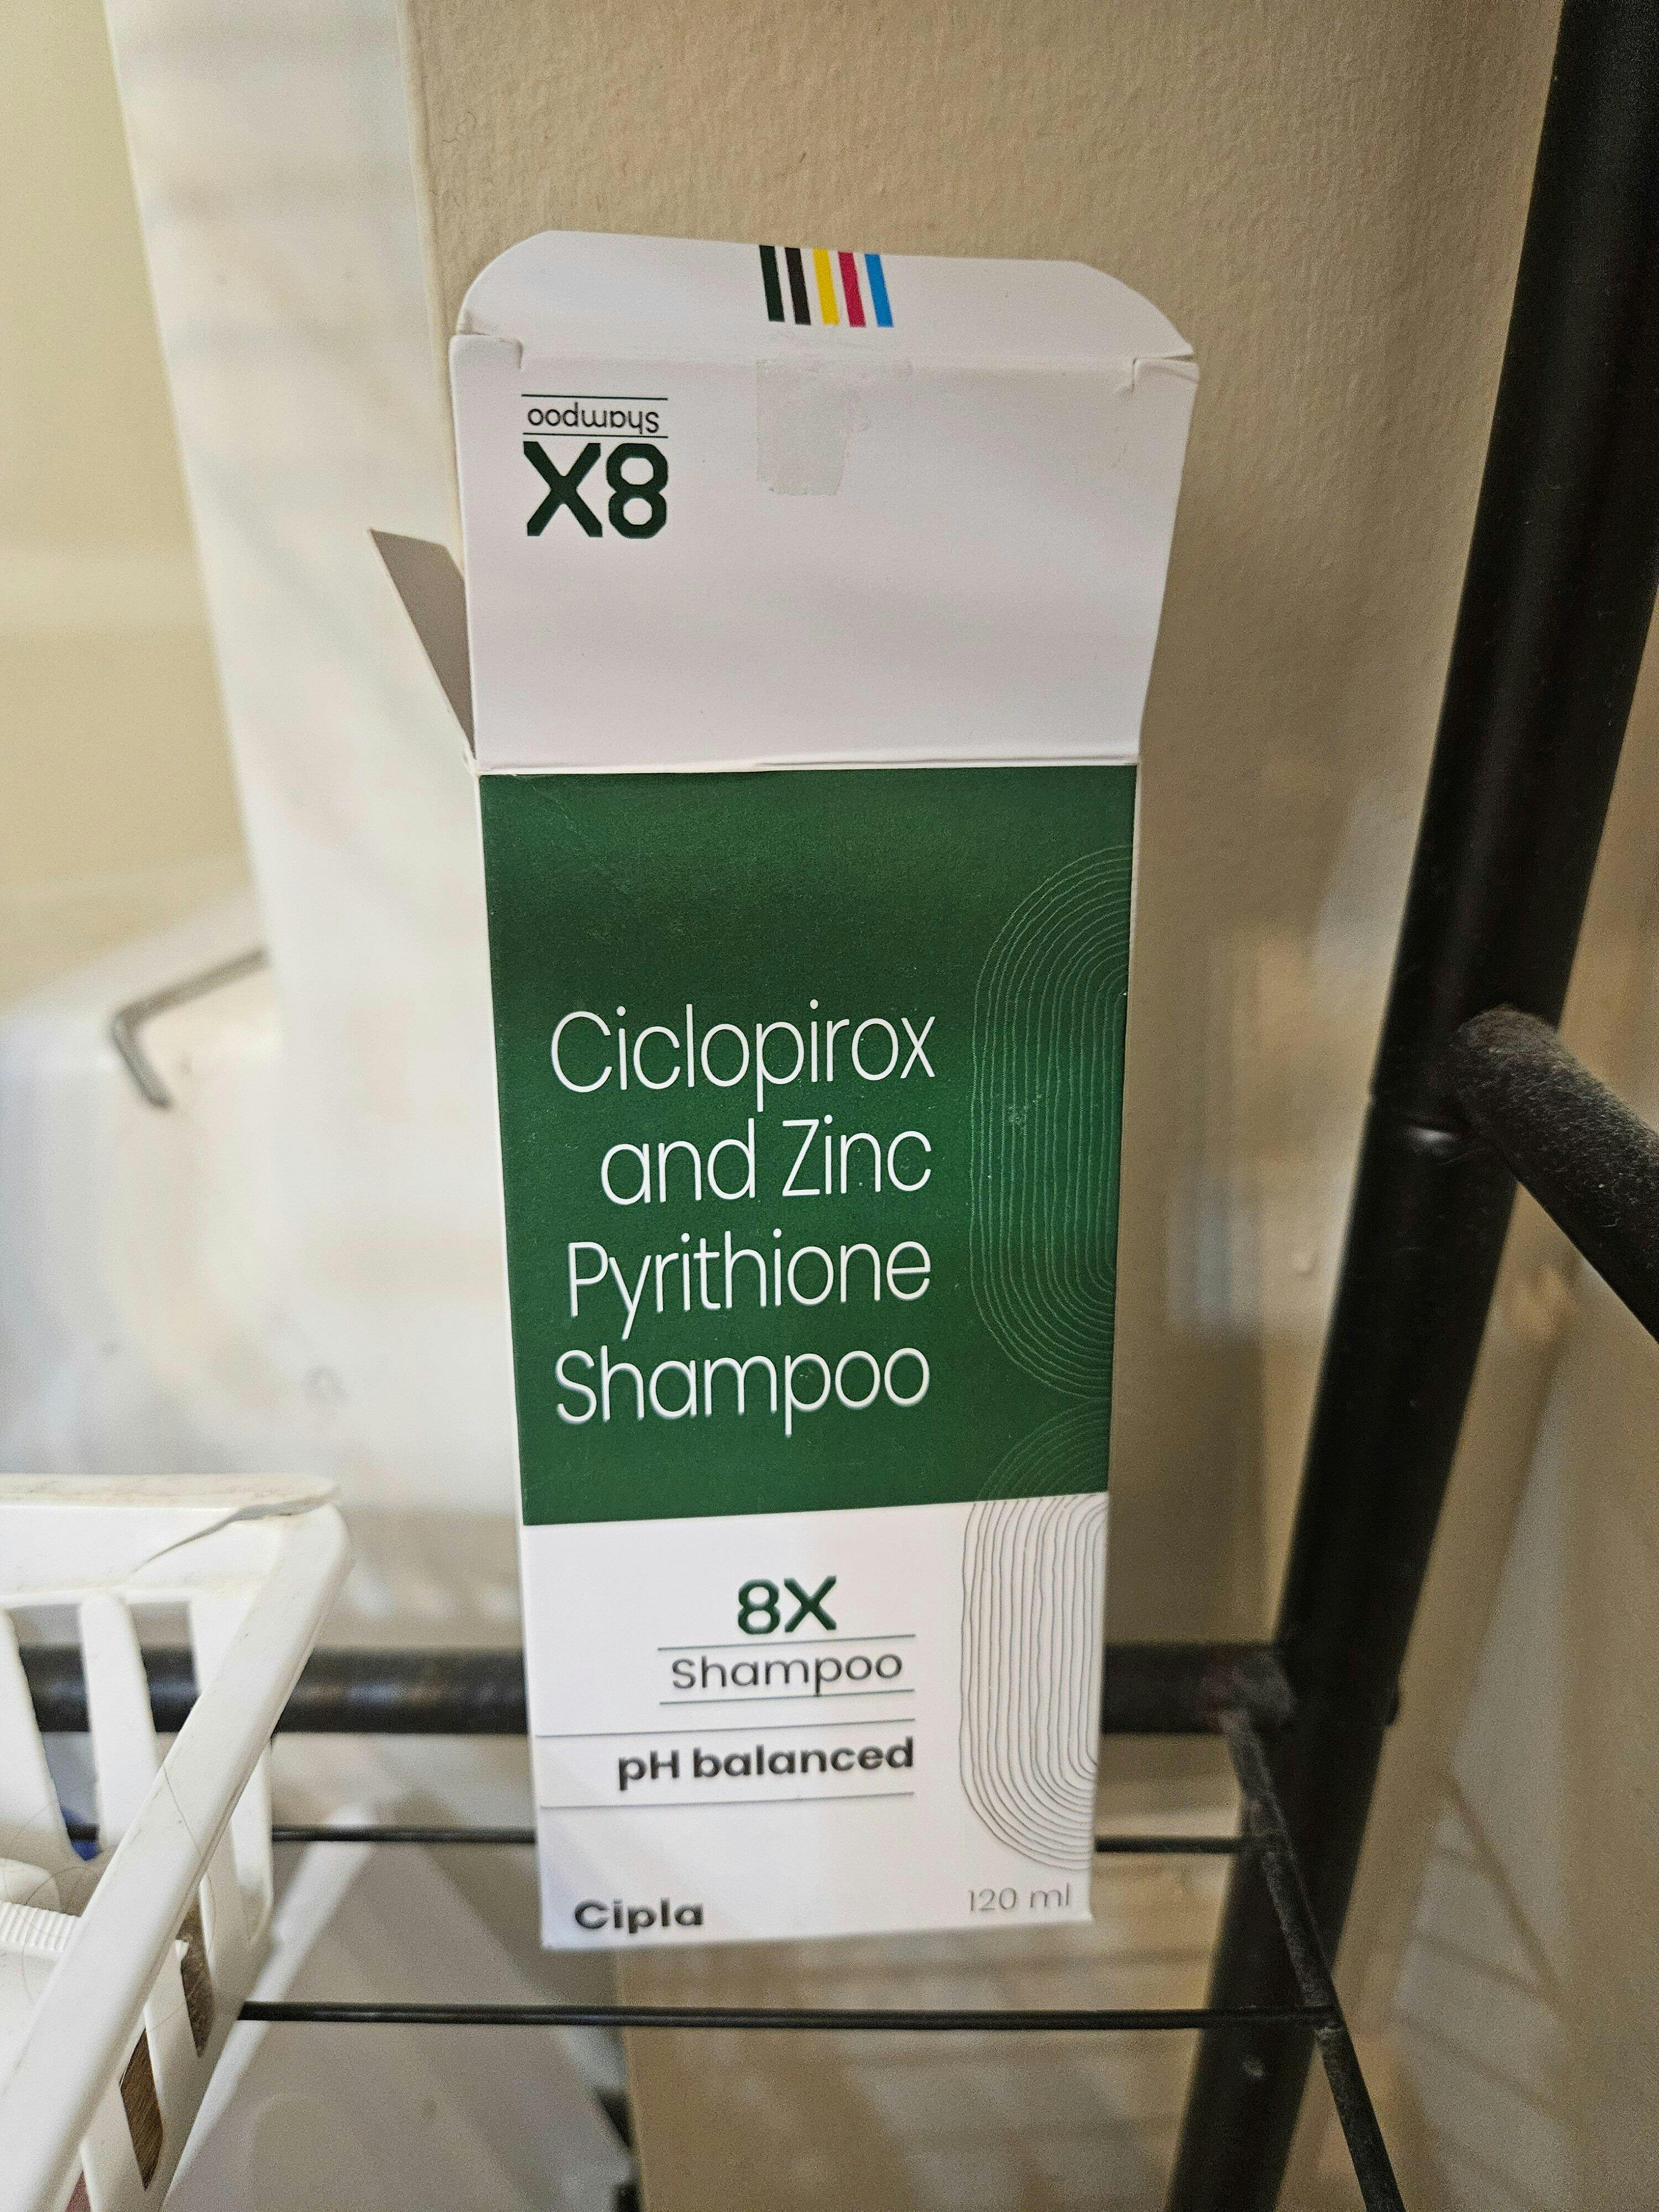 Shampoo
8X
Ciclopirox
and Zinc
Pyrithione
Shampoo
8X
Shampoo
pH balanced
Cipla
120 ml